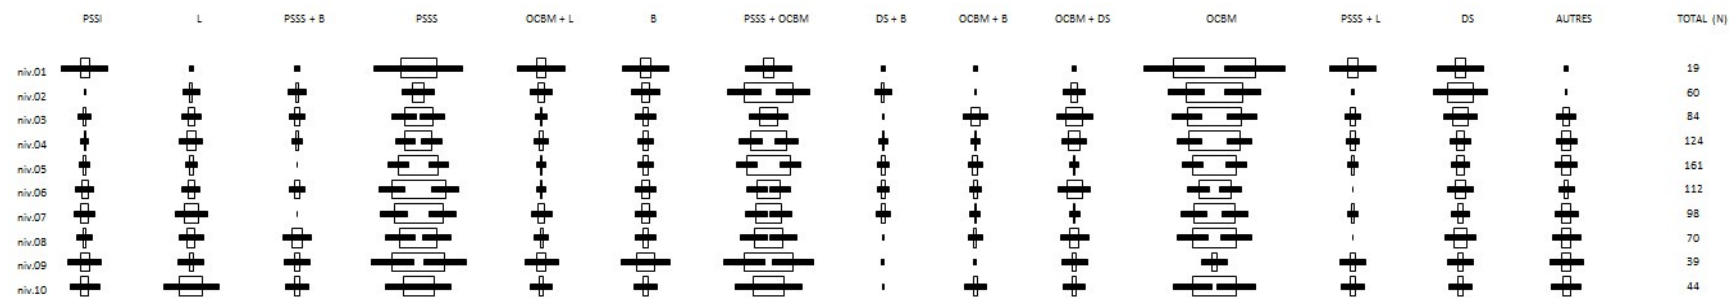 PSSI L PSSS + B PSSS OCBM + L B PSSS + OCBM DS + B OCBM + B OCBM + DS OCBM PSSS + L DS AUTRES TOTAL (N)
niv.01 19
niv.02 60
niv.03 84
niv.04 124
niv.05 161
niv.06 112
niv.07 98
niv.08 70
niv.09 39
niv.10 44